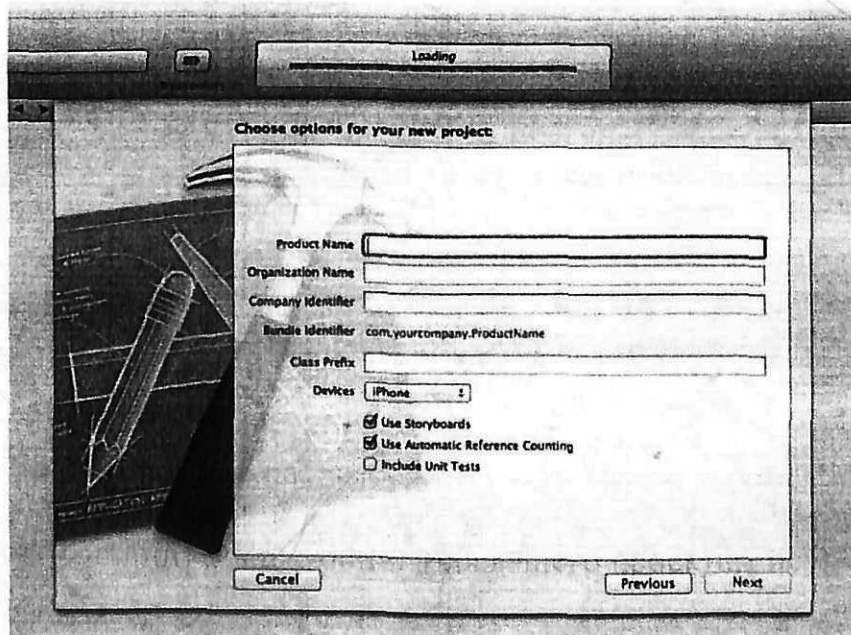 Loading
Choose options for your new project:
Product Name
Organization Name
Company Identifier
Bundle Identifier com.yourcompany.ProductName
Class Prefix
Devices iPhone
Use Storyboards
Use Automatic Reference Counting
Include Unit Tests
Cancel
Previous
Next